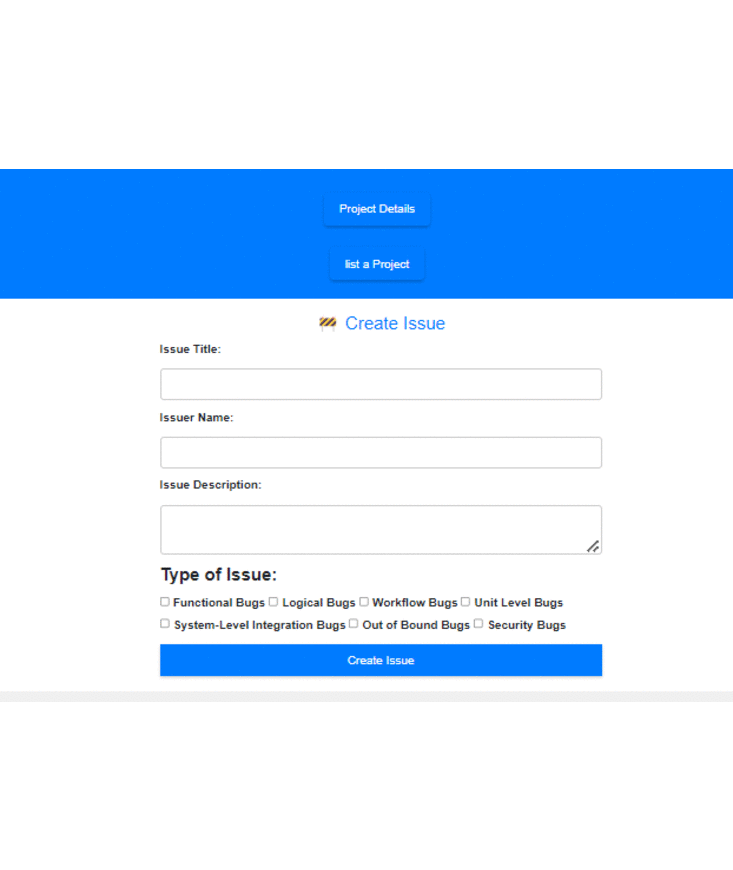 Project Details
list a Project
🚧 Create Issue
Issue Title:
Issuer Name:
Issue Description:
Type of Issue:
Functional Bugs Logical Bugs Workflow Bugs Unit Level Bugs
System-Level Integration Bugs Out of Bound Bugs Security Bugs
Create Issue